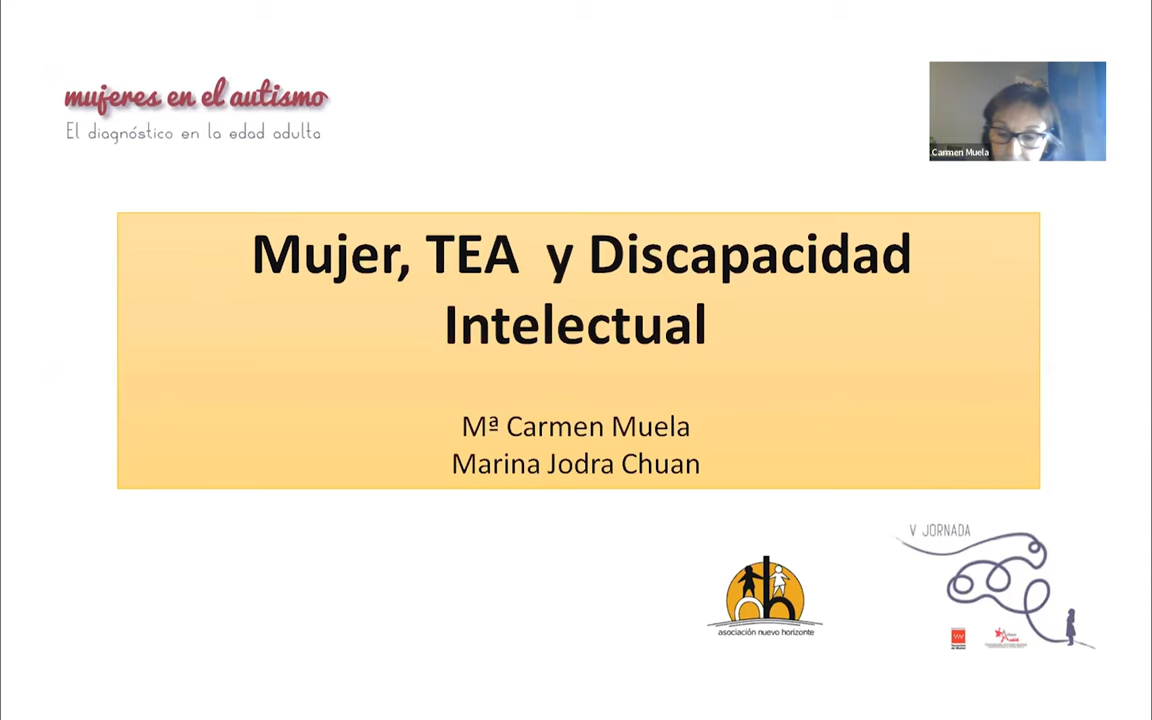 mujeres en el autismo
El diagnóstico en la edad adulta
Carmen Muela
Mujer, TEA y Discapacidad
Intelectual
Mª Carmen Muela
Marina Jodra Chuan
V JORNADA
asociación nuevo horizonte